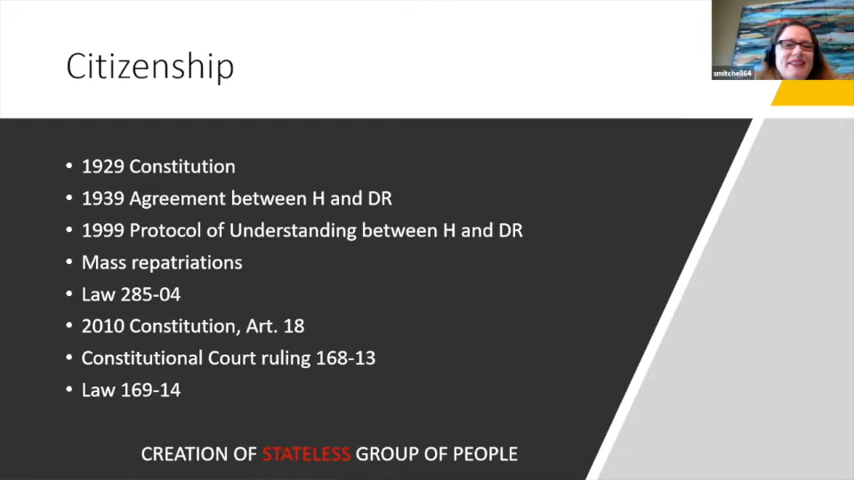 Citizenship
smitchell64
• 1929 Constitution
• 1939 Agreement between H and DR
• 1999 Protocol of Understanding between H and DR
• Mass repatriations
• Law 285-04
• 2010 Constitution, Art. 18
• Constitutional Court ruling 168-13
• Law 169-14
CREATION OF STATELESS GROUP OF PEOPLE